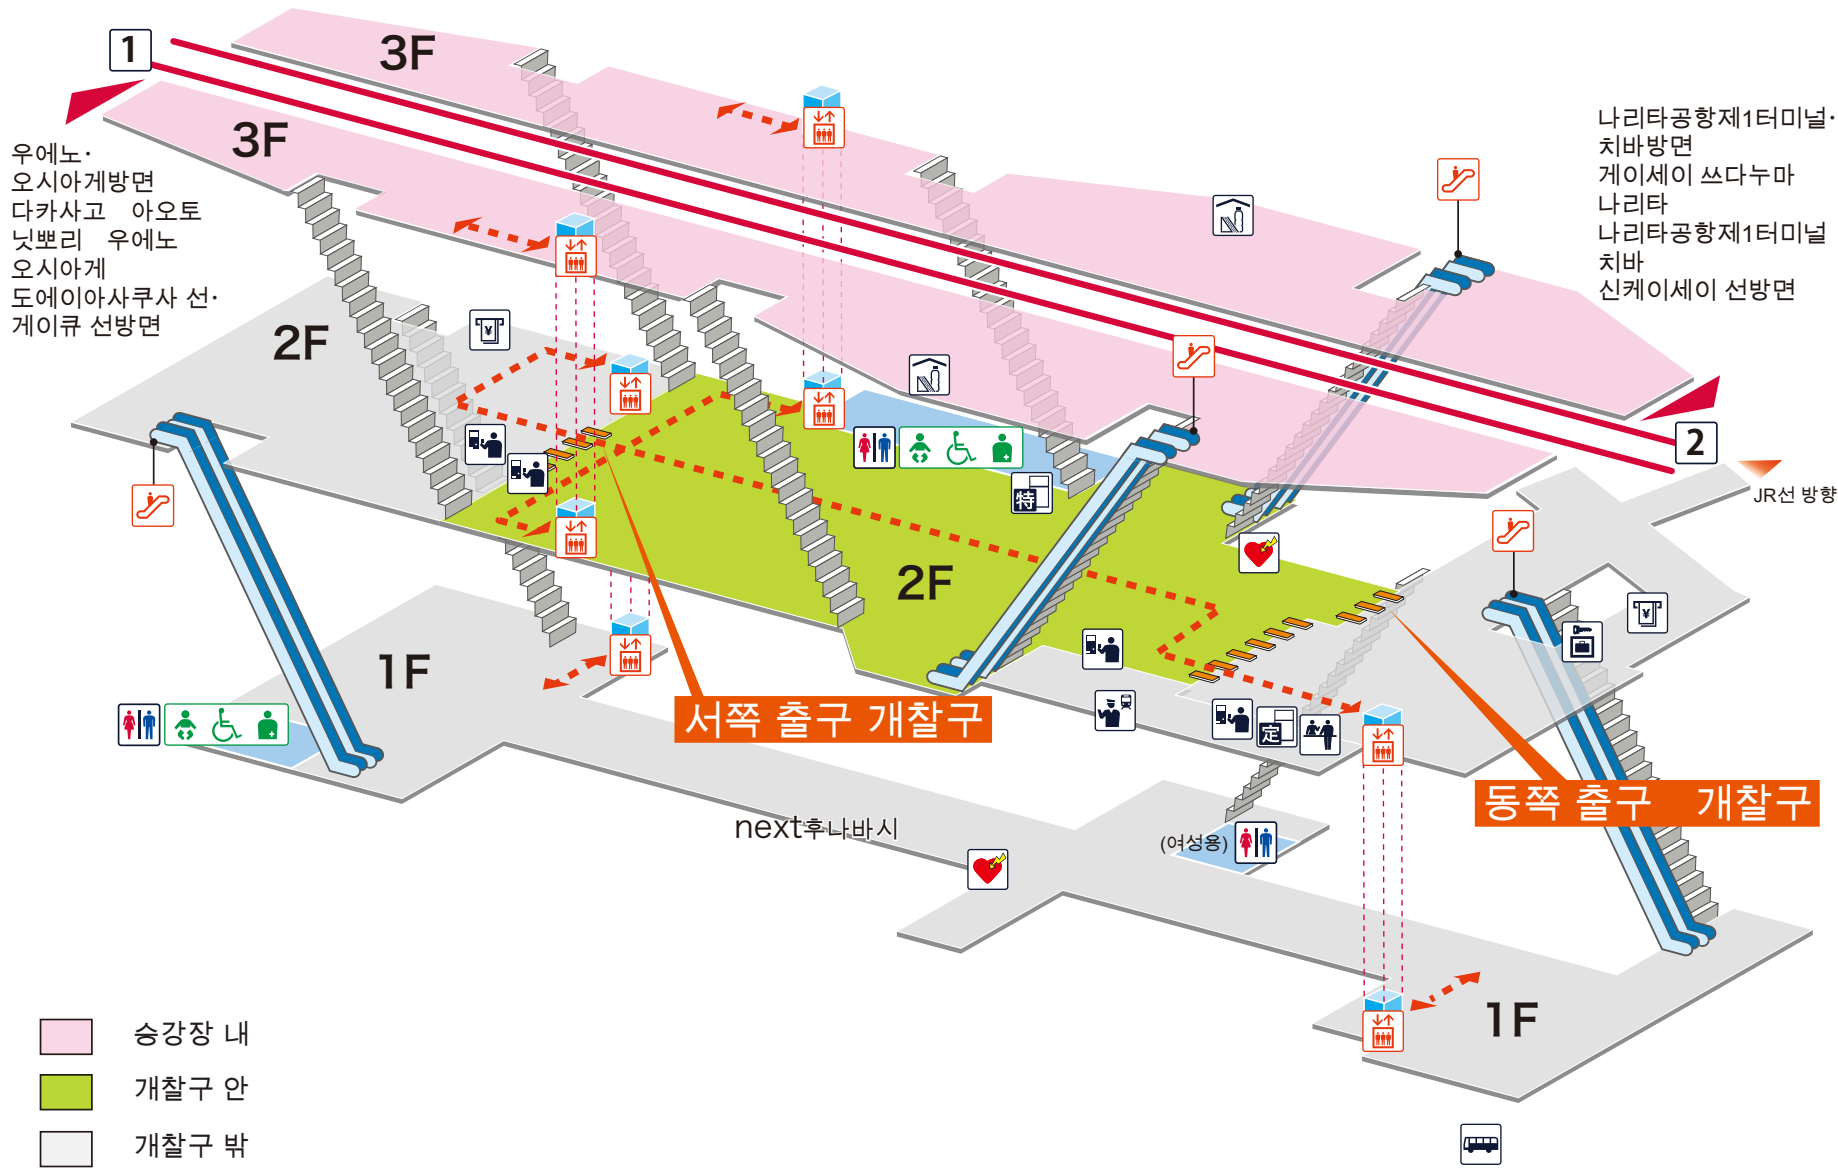 1
3F
3F
우에노·
오시아게방면
다카사고 아오토
닛뽀리 우에노
오시아게
도에이아사쿠사 선·
게이큐 선방면
나리타공항제1터미널·
치바방면
게이세이 쓰다누마
나리타
나리타공항제1터미널
치바
신케이세이 선방면
2F
¥
2
JR선 방향
特
2F
¥
1F
서쪽 출구 개찰구
定
동쪽 출구 개찰구
next후나바시
(여성용)
1F
승강장 내
개찰구 안
개찰구 밖